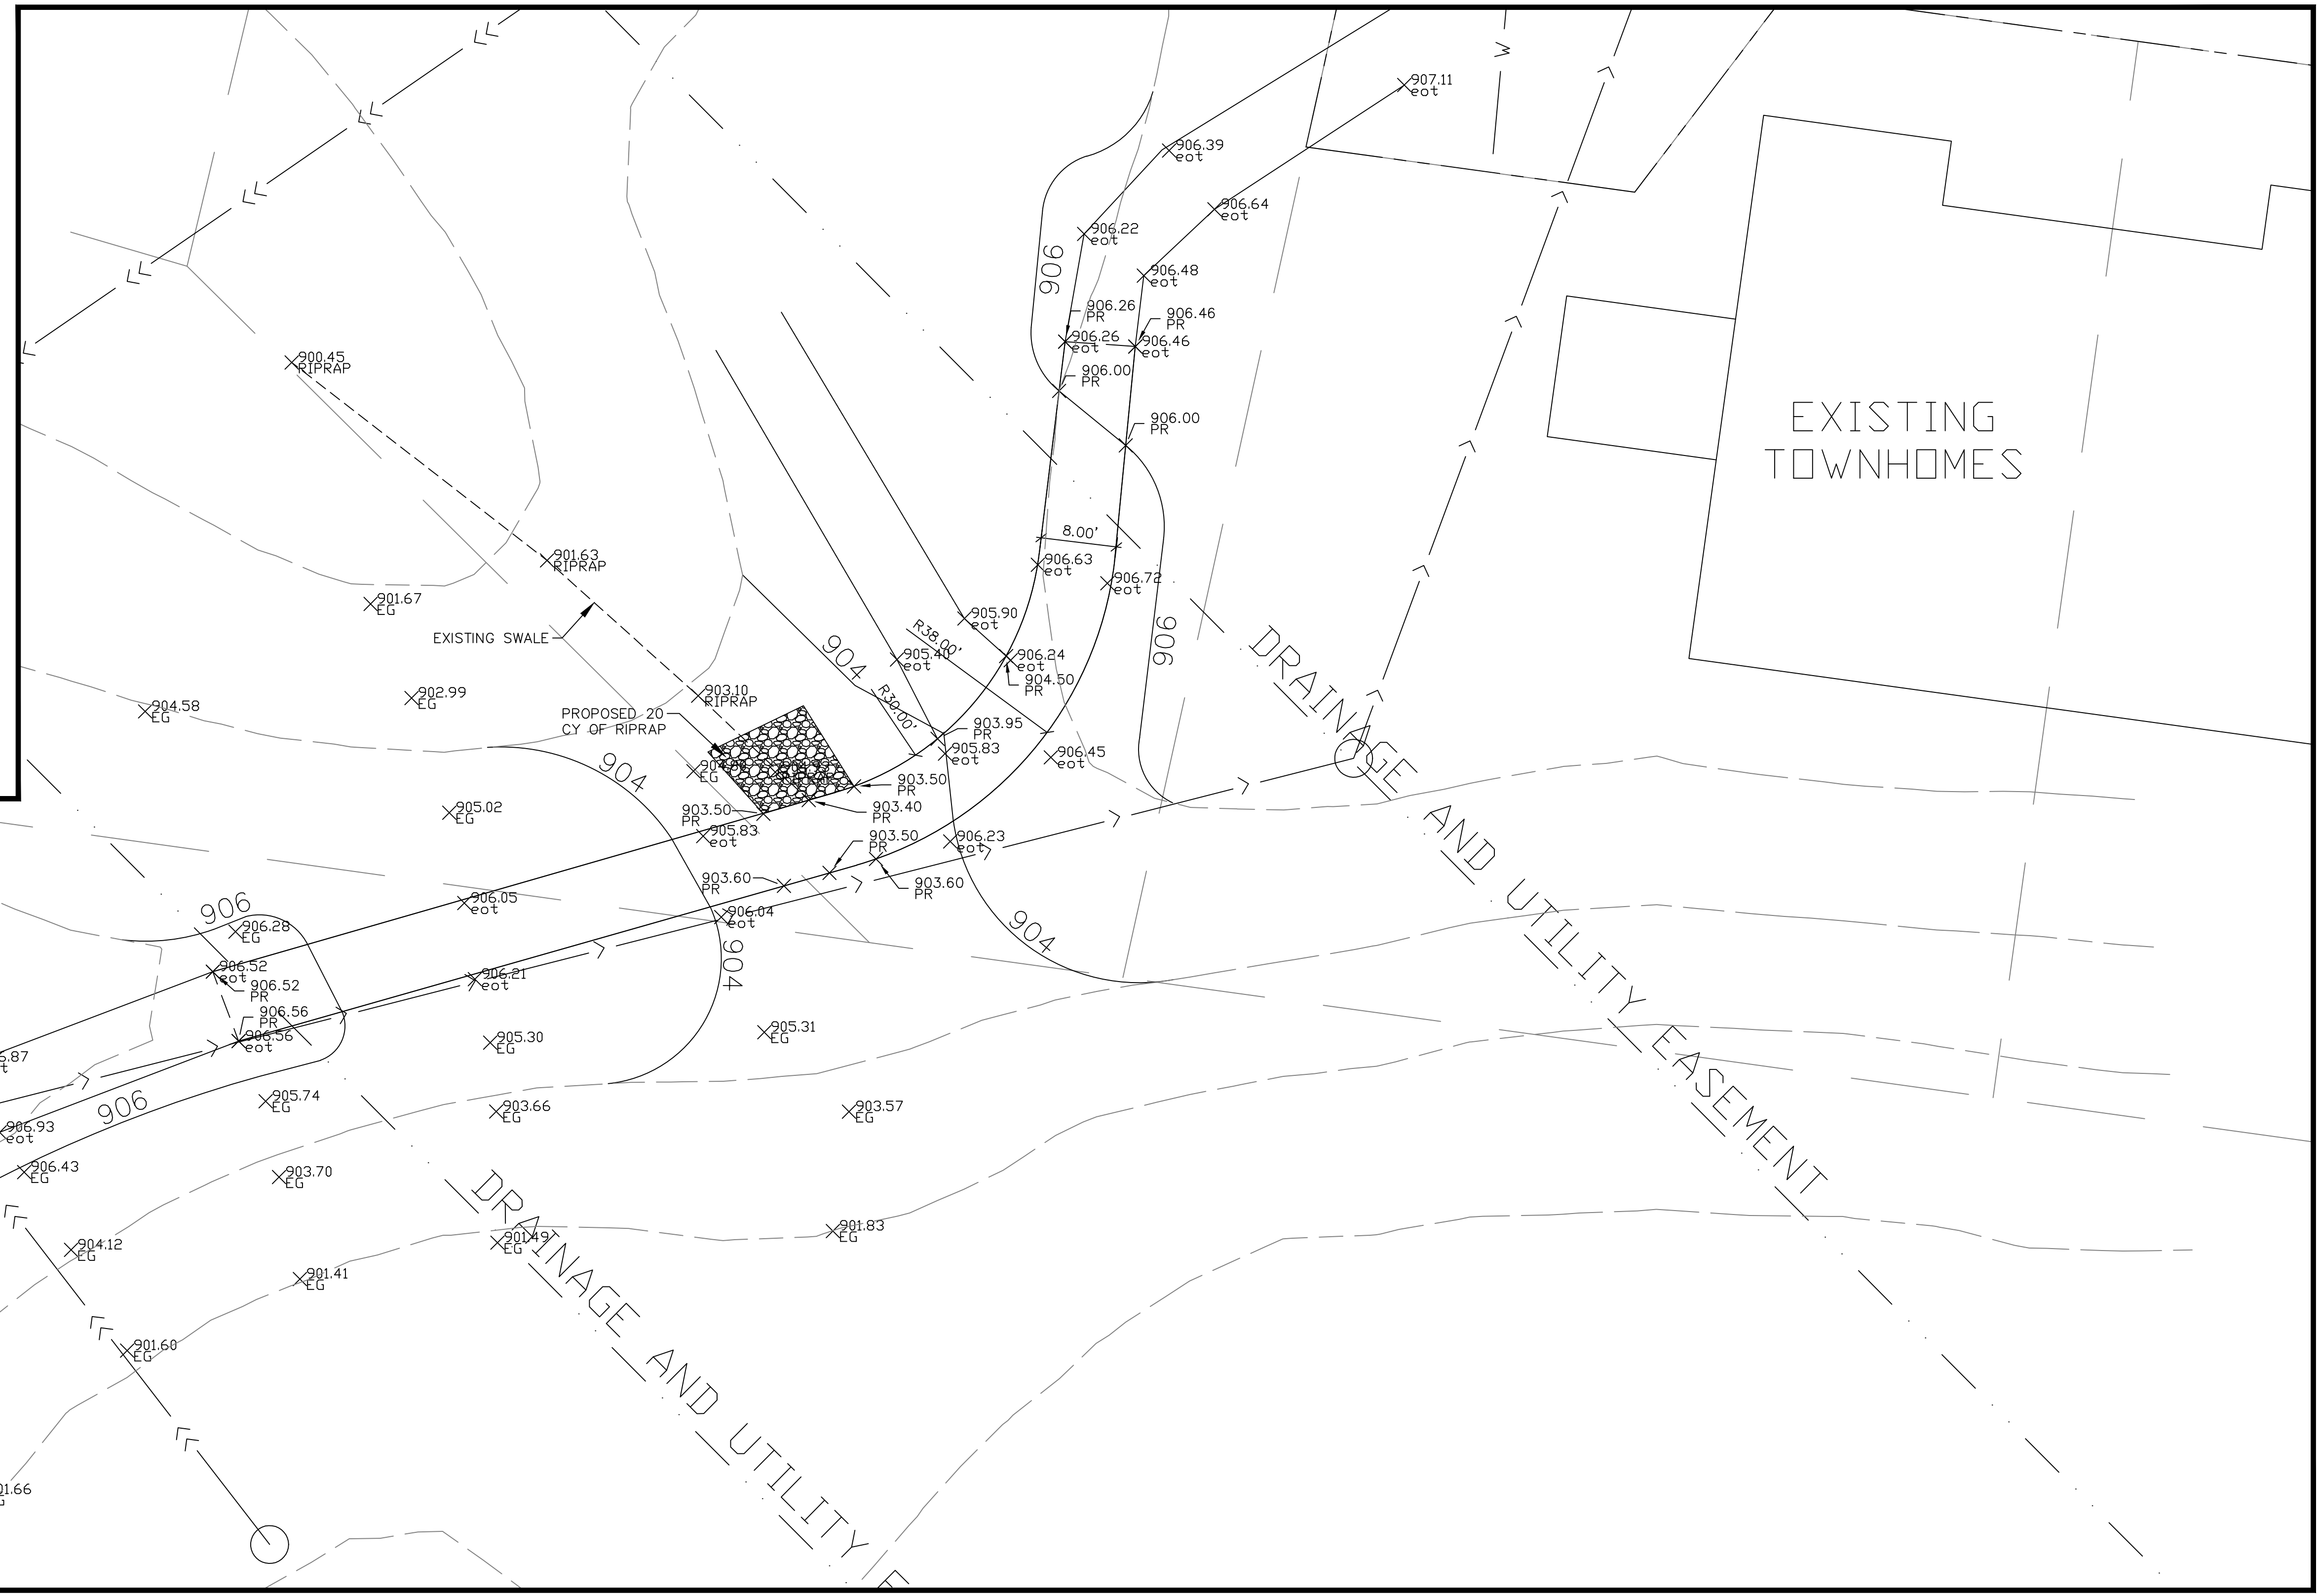 W
907.11
eot
906.39
eot
906.64
eot
906.22
eot
906
906.48
eot
906.26
PR
906.46
PR
906.26
eot
906.46
eot
900.45
RIPRAP
906.00
PR
906.00
PR
EXISTING
TOWNHOMES
8.00'
901.63
RIPRAP
906.63
eot
906.72
eot
901.67
EG
905.90
eot
EXISTING SWALE
R38.00'
906
904
905.40
eot
906.24
eot
904.50
PR
DRAINAGE AND UTILITY EASEMENT
902.99
EG
903.10
RIPRAP
904.58
EG
R30.00'
PROPOSED 20
CY OF RIPRAP
903.95
PR
905.83
eot
906.45
eot
904
EG
903.50
PR
905.02
EG
903.50
PR
903.40
PR
905.83
eot
903.50
PR
906.23
eot
903.60
PR
903.60
PR
906
906.05
eot
906.04
eot
906.28
EG
904
904
906.52
eot
906.52
PR
906.21
eot
906.56
PR
906.56
eot
905.30
EG
905.31
EG
6.87
t
905.74
EG
906
903.66
EG
903.57
EG
906.93
eot
906.43
EG
903.70
EG
DRAINAGE AND UTILITY E
904.12
EG
901.49
EG
901.83
EG
901.41
EG
901.60
EG
01.66
G